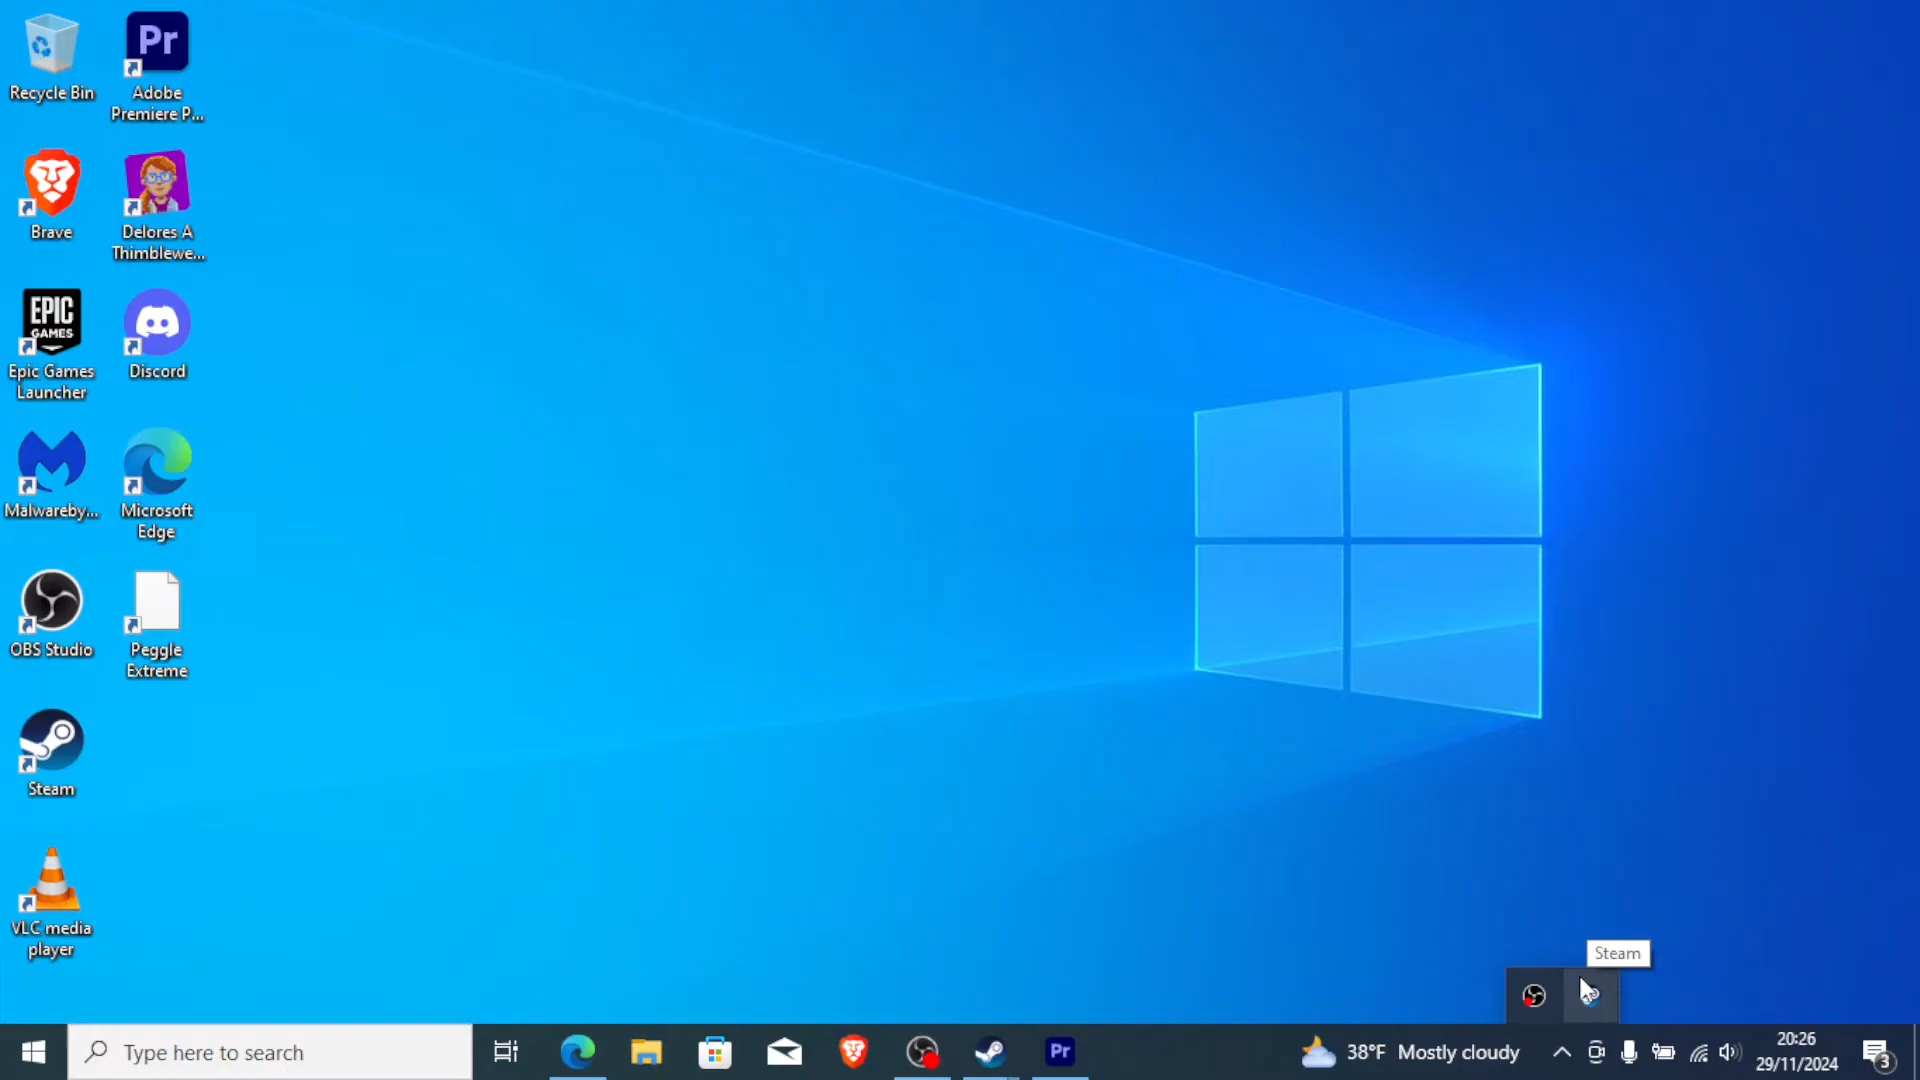 Recycle Bin
Pr
Adobe
Premiere P...
Brave
Delores A
Thimblewe...
EPIC
GAMES
Epic Games
Launcher
Discord
Malwareby...
Microsoft
Edge
OBS Studio
Peggle
Extreme
Steam
VLC media
player
Steam
Type here to search
Pr
38°F Mostly cloudy
20:26
29/11/2024
3